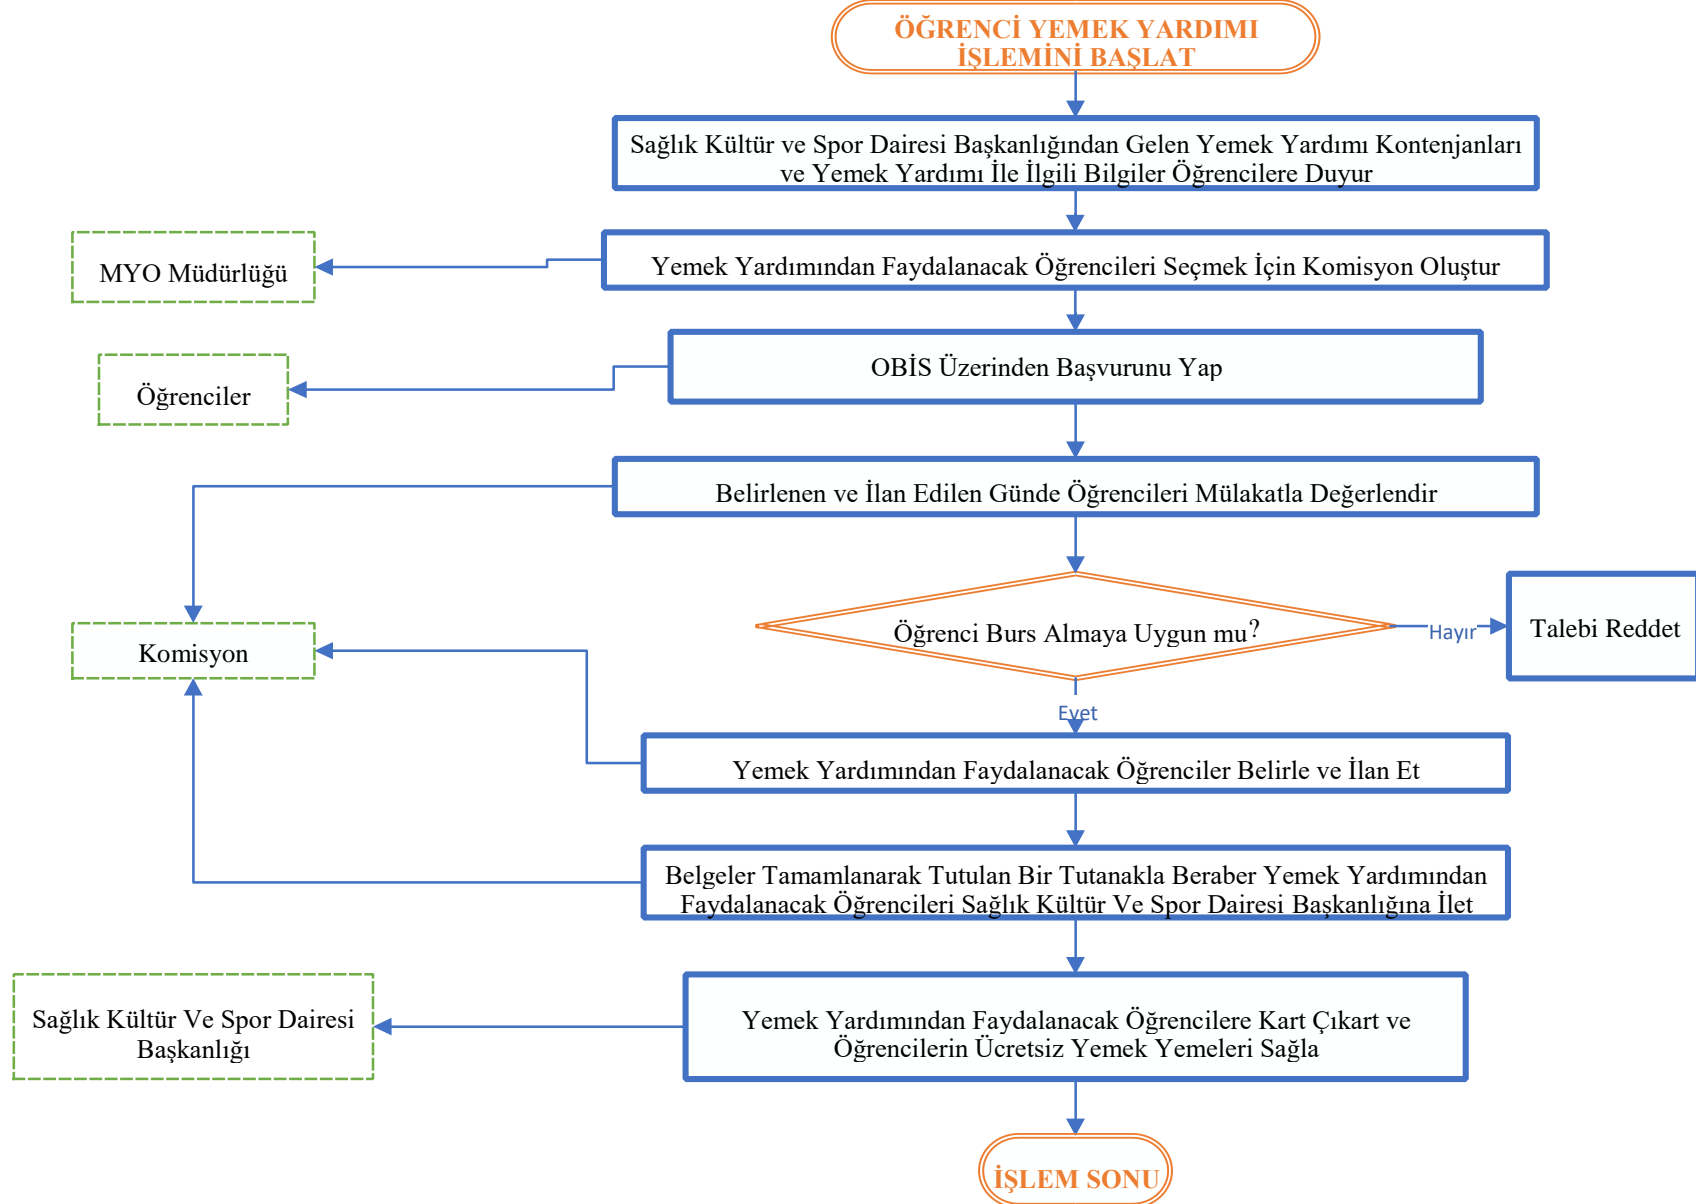 ÖĞRENCİ YEMEK YARDIMI
İŞLEMİNİ BAŞLAT
Sağlık Kültür ve Spor Dairesi Başkanlığından Gelen Yemek Yardımı Kontenjanları
ve Yemek Yardımı İle İlgili Bilgiler Öğrencilere Duyur
MYO Müdürlüğü
Yemek Yardımından Faydalanacak Öğrencileri Seçmek İçin Komisyon Oluştur
Öğrenciler
OBİS Üzerinden Başvurunu Yap
Belirlenen ve İlan Edilen Günde Öğrencileri Mülakatla Değerlendir
Komisyon
Öğrenci Burs Almaya Uygun mu?
Hayır
Talebi Reddet
Evet
Yemek Yardımından Faydalanacak Öğrenciler Belirle ve İlan Et
Belgeler Tamamlanarak Tutulan Bir Tutanakla Beraber Yemek Yardımından
Faydalanacak Öğrencileri Sağlık Kültür Ve Spor Dairesi Başkanlığına İlet
Sağlık Kültür Ve Spor Dairesi
Başkanlığı
Yemek Yardımından Faydalanacak Öğrencilere Kart Çıkart ve
Öğrencilerin Ücretsiz Yemek Yemeleri Sağla
İŞLEM SONU